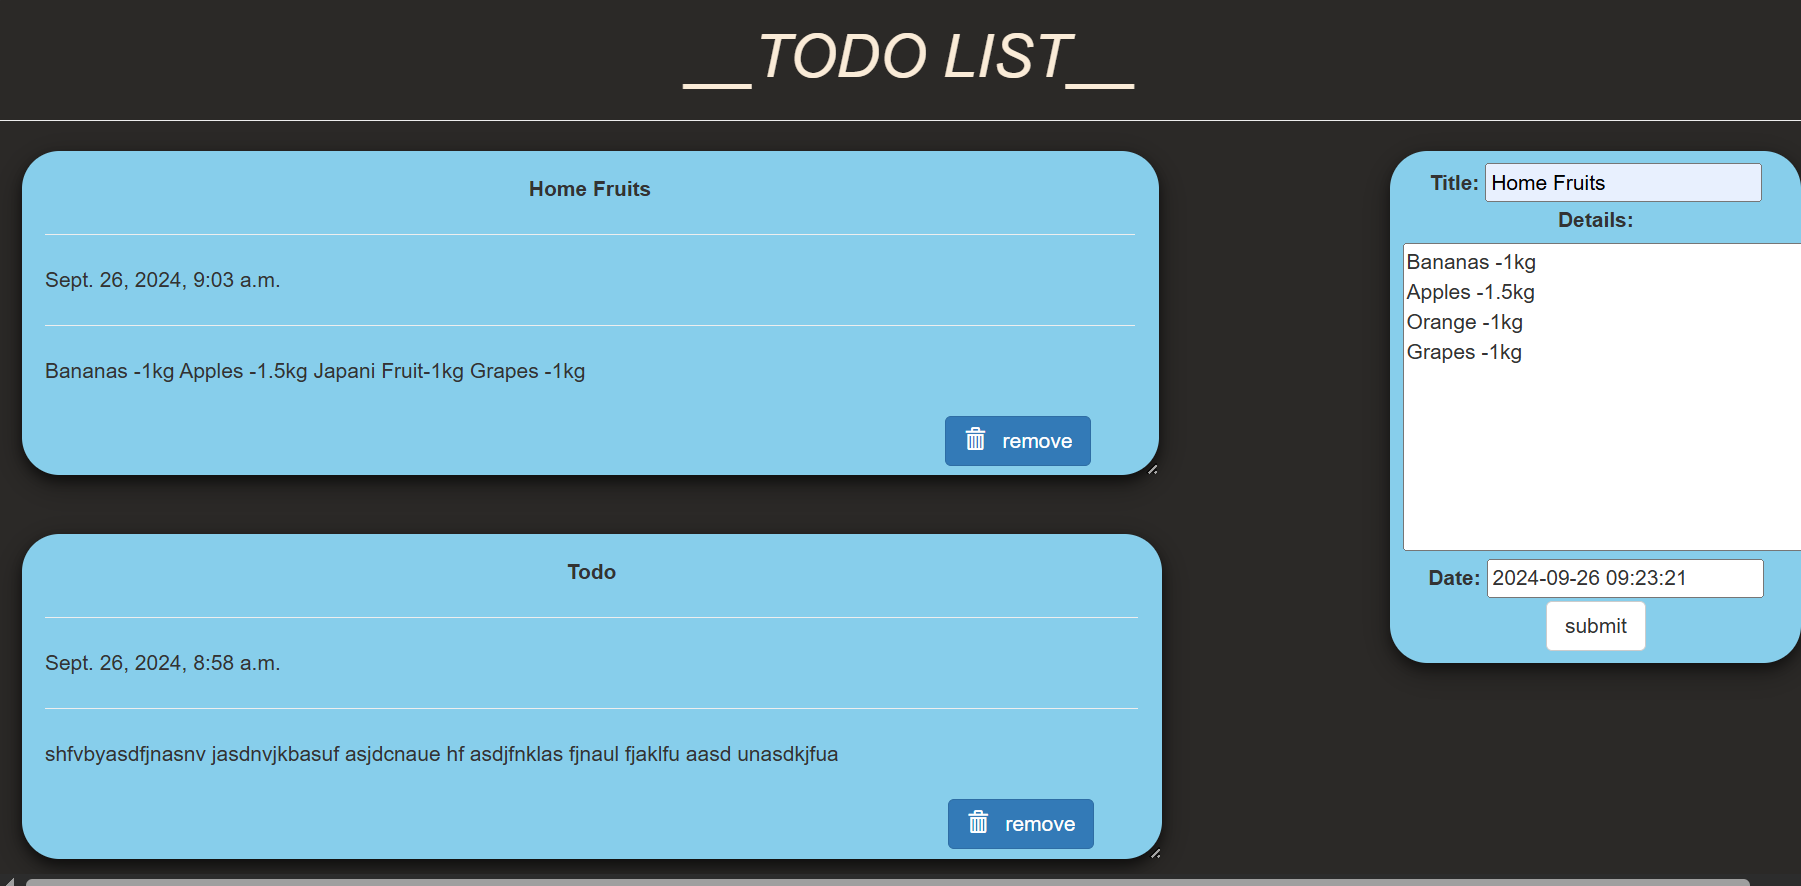 __TODO LIST__
Home Fruits
Sept. 26, 2024, 9:03 a.m.
Bananas -1kg Apples -1.5kg Japani Fruit-1kg Grapes -1kg
remove
Todo
Sept. 26, 2024, 8:58 a.m.
shfvbyasdfjnasnv jasdnvjkbasuf asjdcnaue hf asdjfnklas fjnaul fjaklfu aasd unasdkjfua
remove
Title: Home Fruits
Details:
Bananas -1kg
Apples -1.5kg
Orange -1kg
Grapes -1kg
Date: 2024-09-26 09:23:21
submit